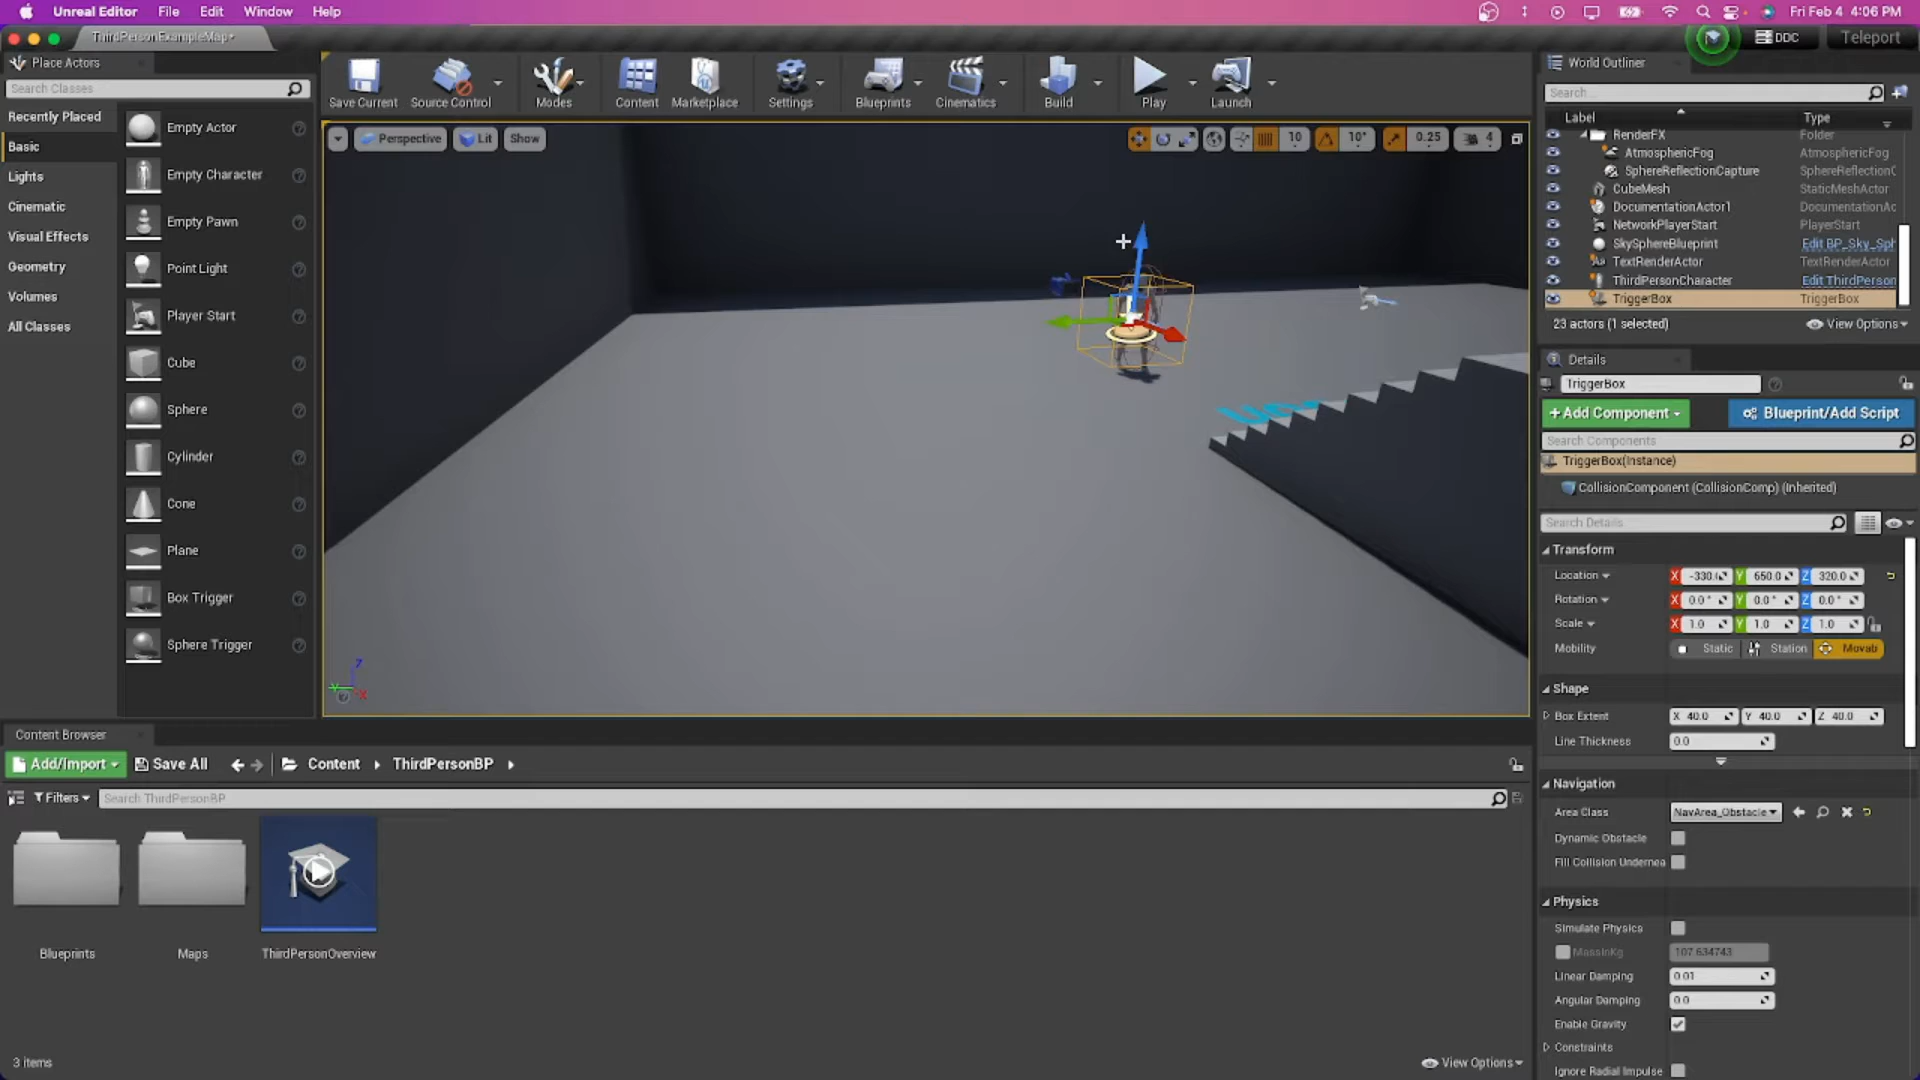 Unreal Editor File Edit Window Help
Fri Feb 4 4:06 PM
ThirdPersonExampleMap*
DDC
Teleport
Place Actors
Search Classes
Recently Placed
Basic
Lights
Cinematic
Visual Effects
Geometry
Volumes
All Classes
Empty Actor
Empty Character
Empty Pawn
Point Light
Player Start
Cube
Sphere
Cylinder
Cone
Plane
Box Trigger
Sphere Trigger
Save Current
Source Control
Modes
Content
Marketplace
Settings
Blueprints
Cinematics
Build
Play
Launch
Perspective
Lit
Show
10
10°
0.25
4
Z
Y
X
World Outliner
Search...
Label Type
RenderFX Folder
AtmosphericFog AtmosphericFog
SphereReflectionCapture SphereReflectionC
CubeMesh StaticMeshActor
DocumentationActor1 DocumentationAc
NetworkPlayerStart PlayerStart
SkySphereBlueprint Edit BP_Sky_Sph
TextRenderActor TextRenderActor
ThirdPersonCharacter Edit ThirdPerson
TriggerBox TriggerBox
23 actors (1 selected)
View Options
Details
TriggerBox
+Add Component
Blueprint/Add Script
Search Components
TriggerBox(Instance)
CollisionComponent (CollisionComp) (Inherited)
Search Details
Transform
Location X -330.( Y 650.0 Z 320.0
Rotation X 0.0° Y 0.0° Z 0.0°
Scale X 1.0 Y 1.0 Z 1.0
Mobility Static Station Movab
Shape
Box Extent X 40.0 Y 40.0 Z 40.0
Line Thickness 0.0
Navigation
Area Class NavArea_Obstacle
Dynamic Obstacle
Fill Collision Undernea
Physics
Simulate Physics
MassInKg 107.634743
Linear Damping 0.01
Angular Damping 0.0
Enable Gravity
Constraints
Ignore Radial Impulse
Content Browser
Add/Import
Save All
Content
ThirdPersonBP
Filters
Search ThirdPersonBP
Blueprints
Maps
ThirdPersonOverview
3 items
View Options